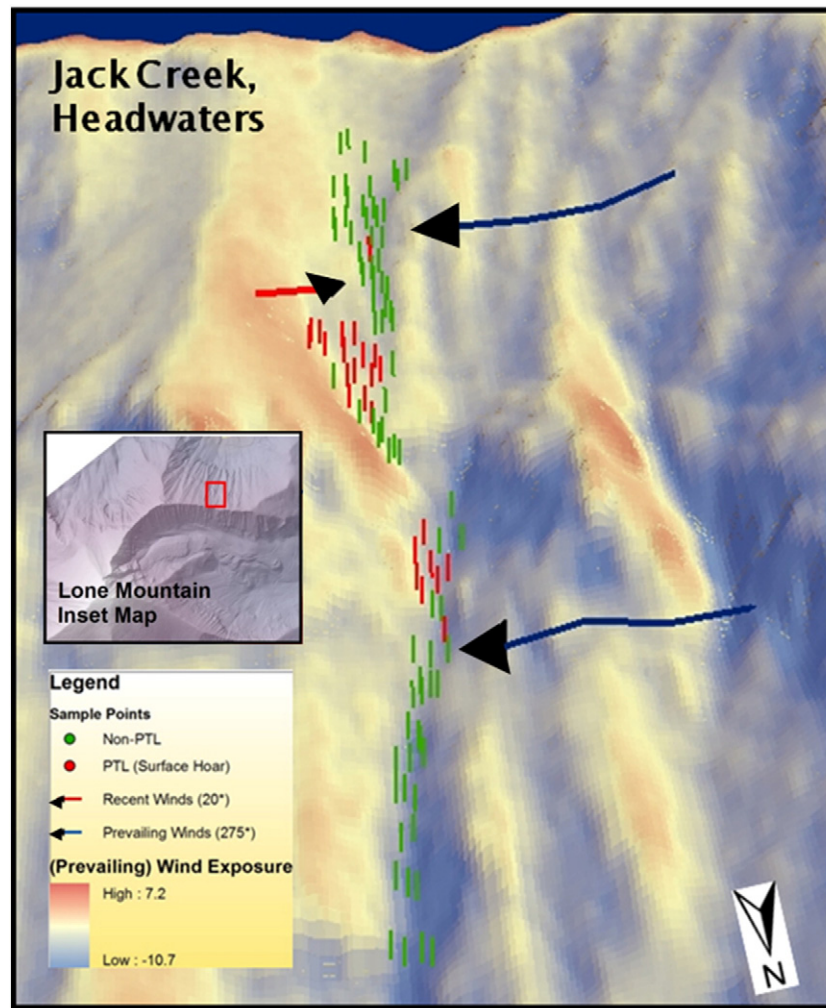 Jack Creek,
Headwaters
Lone Mountain
Inset Map
Legend
Sample Points
Non-PTL
PTL (Surface Hoar)
Recent Winds (20°)
Prevailing Winds (275°)
(Prevailing) Wind Exposure
High : 7.2
Low : -10.7
N